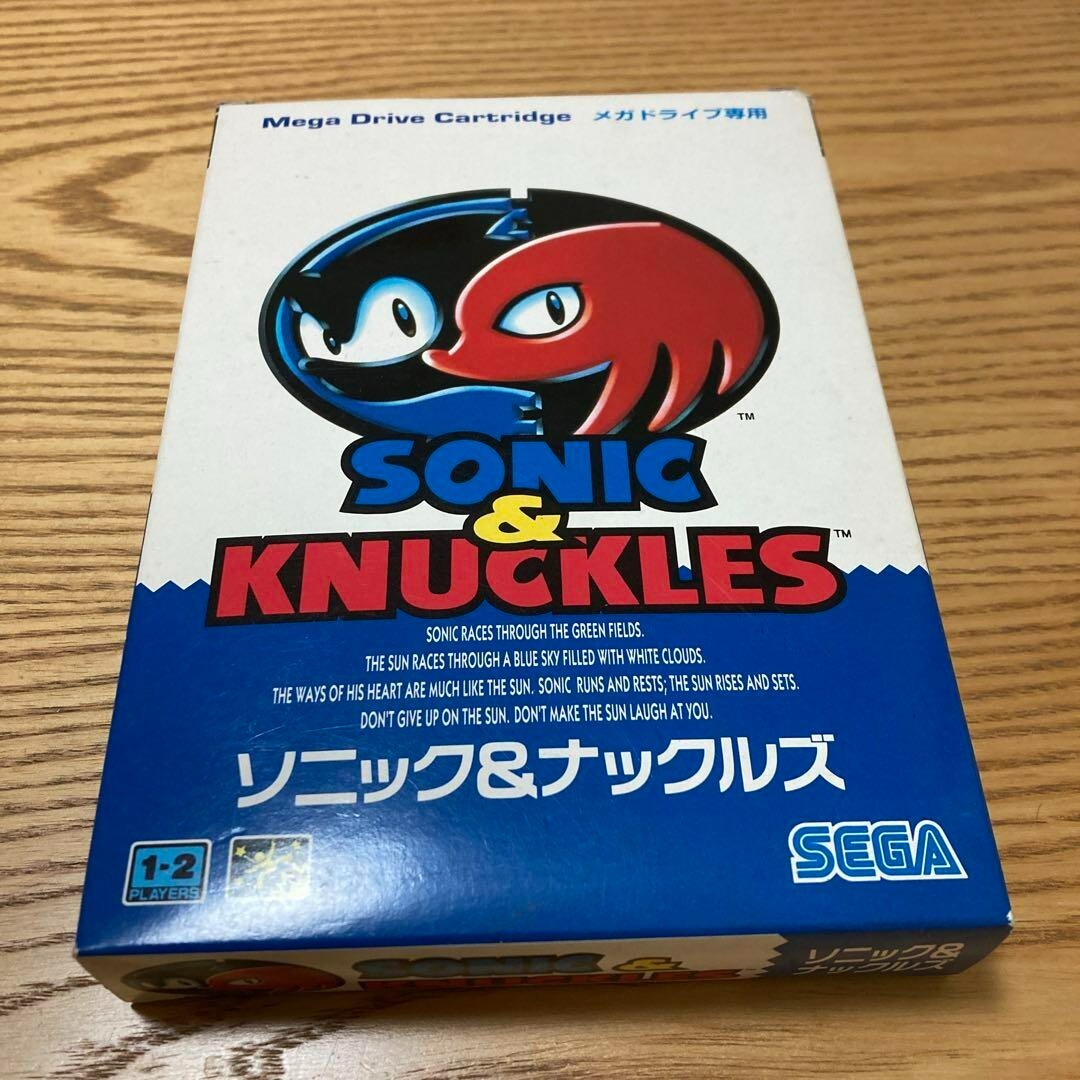 Mega Drive Cartridge メガドライブ専用
TM
SONIC
&
KNUCKLES TM
SONIC RACES THROUGH THE GREEN FIELDS.
THE SUN RACES THROUGH A BLUE SKY FILLED WITH WHITE CLOUDS.
THE WAYS OF HIS HEART ARE MUCH LIKE THE SUN. SONIC RUNS AND RESTS; THE SUN RISES AND SETS.
DON'T GIVE UP ON THE SUN. DON'T MAKE THE SUN LAUGH AT YOU.
ソニック&ナックルズ
1-2
PLAYERS
SEGA
SONIC & KNUCKLES
ソニック&
ナックルズ